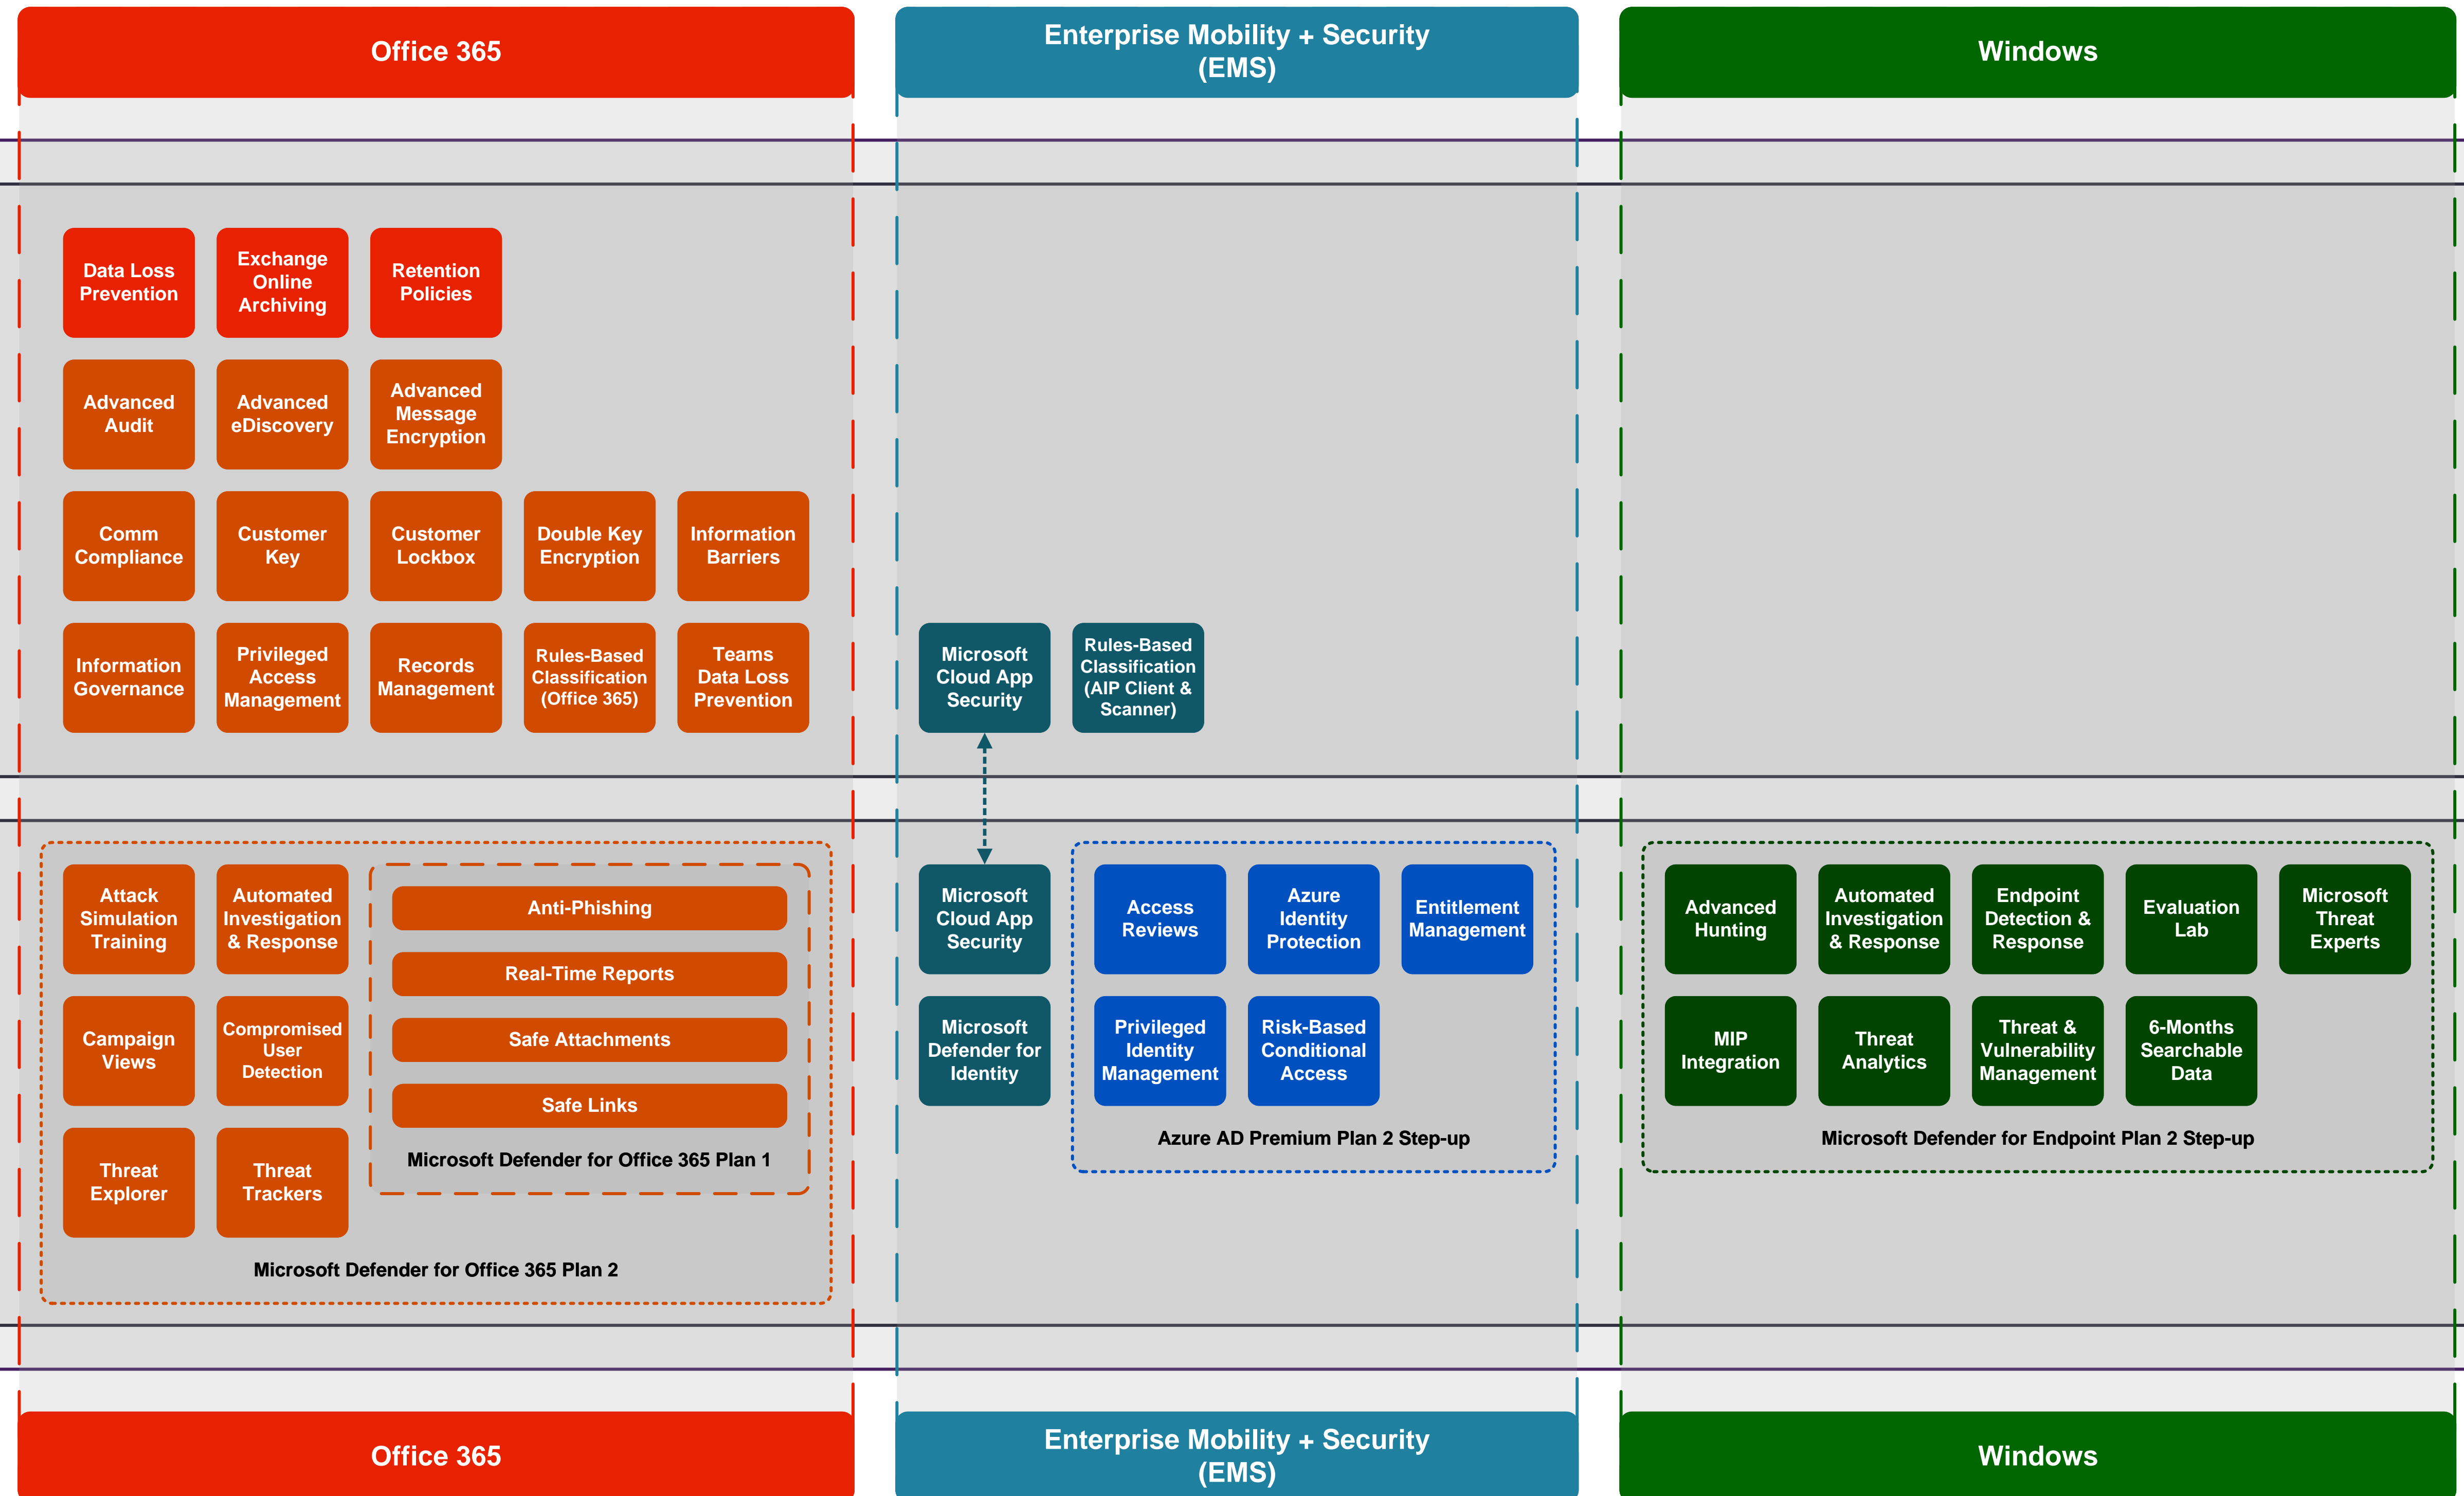 Office 365
Enterprise Mobility + Security
(EMS)
Windows
Data Loss
Prevention
Exchange
Online
Archiving
Retention
Policies
Advanced
Audit
Advanced
eDiscovery
Advanced
Message
Encryption
Comm
Compliance
Customer
Key
Customer
Lockbox
Double Key
Encryption
Information
Barriers
Information
Governance
Privileged
Access
Management
Records
Management
Rules-Based
Classification
(Office 365)
Teams
Data Loss
Prevention
Microsoft
Cloud App
Security
Rules-Based
Classification
(AIP Client &
Scanner)
Attack
Simulation
Training
Automated
Investigation
& Response
Campaign
Views
Compromised
User
Detection
Threat
Explorer
Threat
Trackers
Anti-Phishing
Real-Time Reports
Safe Attachments
Safe Links
Microsoft Defender for Office 365 Plan 1
Microsoft Defender for Office 365 Plan 2
Microsoft
Cloud App
Security
Microsoft
Defender for
Identity
Access
Reviews
Azure
Identity
Protection
Entitlement
Management
Privileged
Identity
Management
Risk-Based
Conditional
Access
Azure AD Premium Plan 2 Step-up
Advanced
Hunting
Automated
Investigation
& Response
Endpoint
Detection &
Response
Evaluation
Lab
Microsoft
Threat
Experts
MIP
Integration
Threat
Analytics
Threat &
Vulnerability
Management
6-Months
Searchable
Data
Microsoft Defender for Endpoint Plan 2 Step-up
Office 365
Enterprise Mobility + Security
(EMS)
Windows